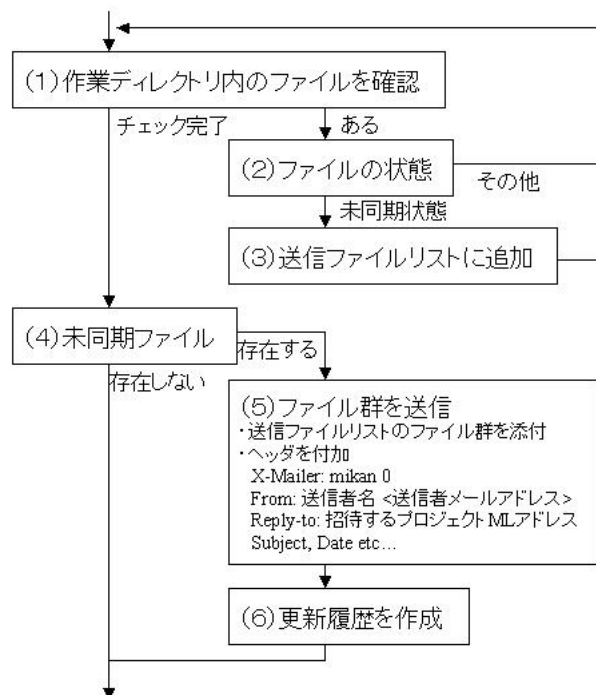 (1)作業ディレクトリ内のファイルを確認
チェック完了
ある
(2)ファイルの状態
その他
未同期状態
(3)送信ファイルリストに追加
(4)未同期ファイル
存在する
存在しない
(5)ファイル群を送信
・送信ファイルリストのファイル群を添付
・ヘッダを付加
X-Mailer: mikan 0
From: 送信者名 <送信者メールアドレス>
Reply-to: 招待するプロジェクトMLアドレス
Subject, Date etc…
(6)更新履歴を作成